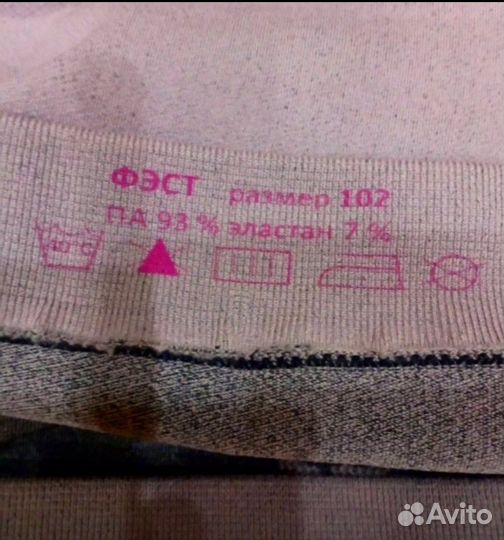 ФЭСТ размер 102
ПА 93 % эластан 7 %
40°C
Avito